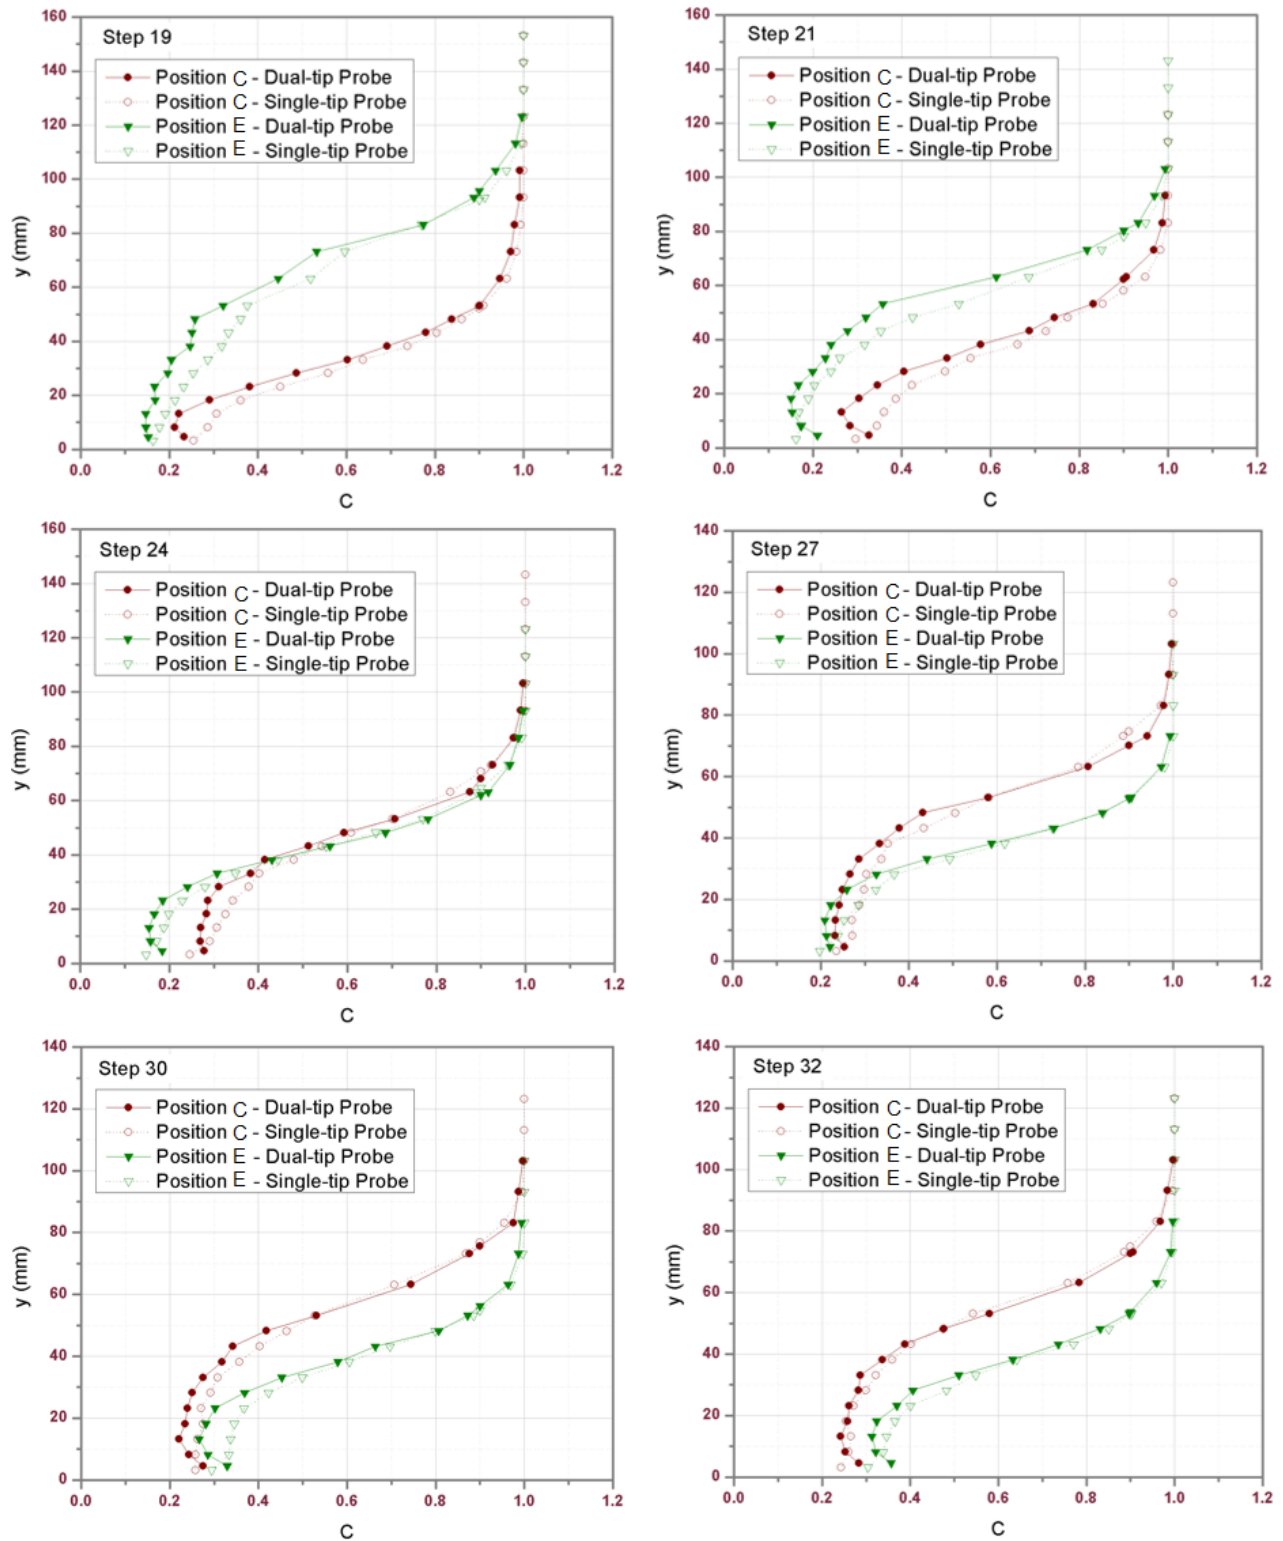 Step 19
Position C - Dual-tip Probe
Position C - Single-tip Probe
Position E - Dual-tip Probe
Position E - Single-tip Probe
y (mm)
160
140
120
100
80
60
40
20
0
0.0 0.2 0.4 0.6 0.8 1.0 1.2
C
Step 21
Position C - Dual-tip Probe
Position C - Single-tip Probe
Position E - Dual-tip Probe
Position E - Single-tip Probe
y (mm)
160
140
120
100
80
60
40
20
0
0.0 0.2 0.4 0.6 0.8 1.0 1.2
C
Step 24
Position C - Dual-tip Probe
Position C - Single-tip Probe
Position E - Dual-tip Probe
Position E - Single-tip Probe
y (mm)
160
140
120
100
80
60
40
20
0
0.0 0.2 0.4 0.6 0.8 1.0 1.2
C
Step 27
Position C - Dual-tip Probe
Position C - Single-tip Probe
Position E - Dual-tip Probe
Position E - Single-tip Probe
y (mm)
140
120
100
80
60
40
20
0
0.0 0.2 0.4 0.6 0.8 1.0 1.2
C
Step 30
Position C - Dual-tip Probe
Position C - Single-tip Probe
Position E - Dual-tip Probe
Position E - Single-tip Probe
y (mm)
140
120
100
80
60
40
20
0
0.0 0.2 0.4 0.6 0.8 1.0 1.2
C
Step 32
Position C - Dual-tip Probe
Position C - Single-tip Probe
Position E - Dual-tip Probe
Position E - Single-tip Probe
y (mm)
140
120
100
80
60
40
20
0
0.0 0.2 0.4 0.6 0.8 1.0 1.2
C